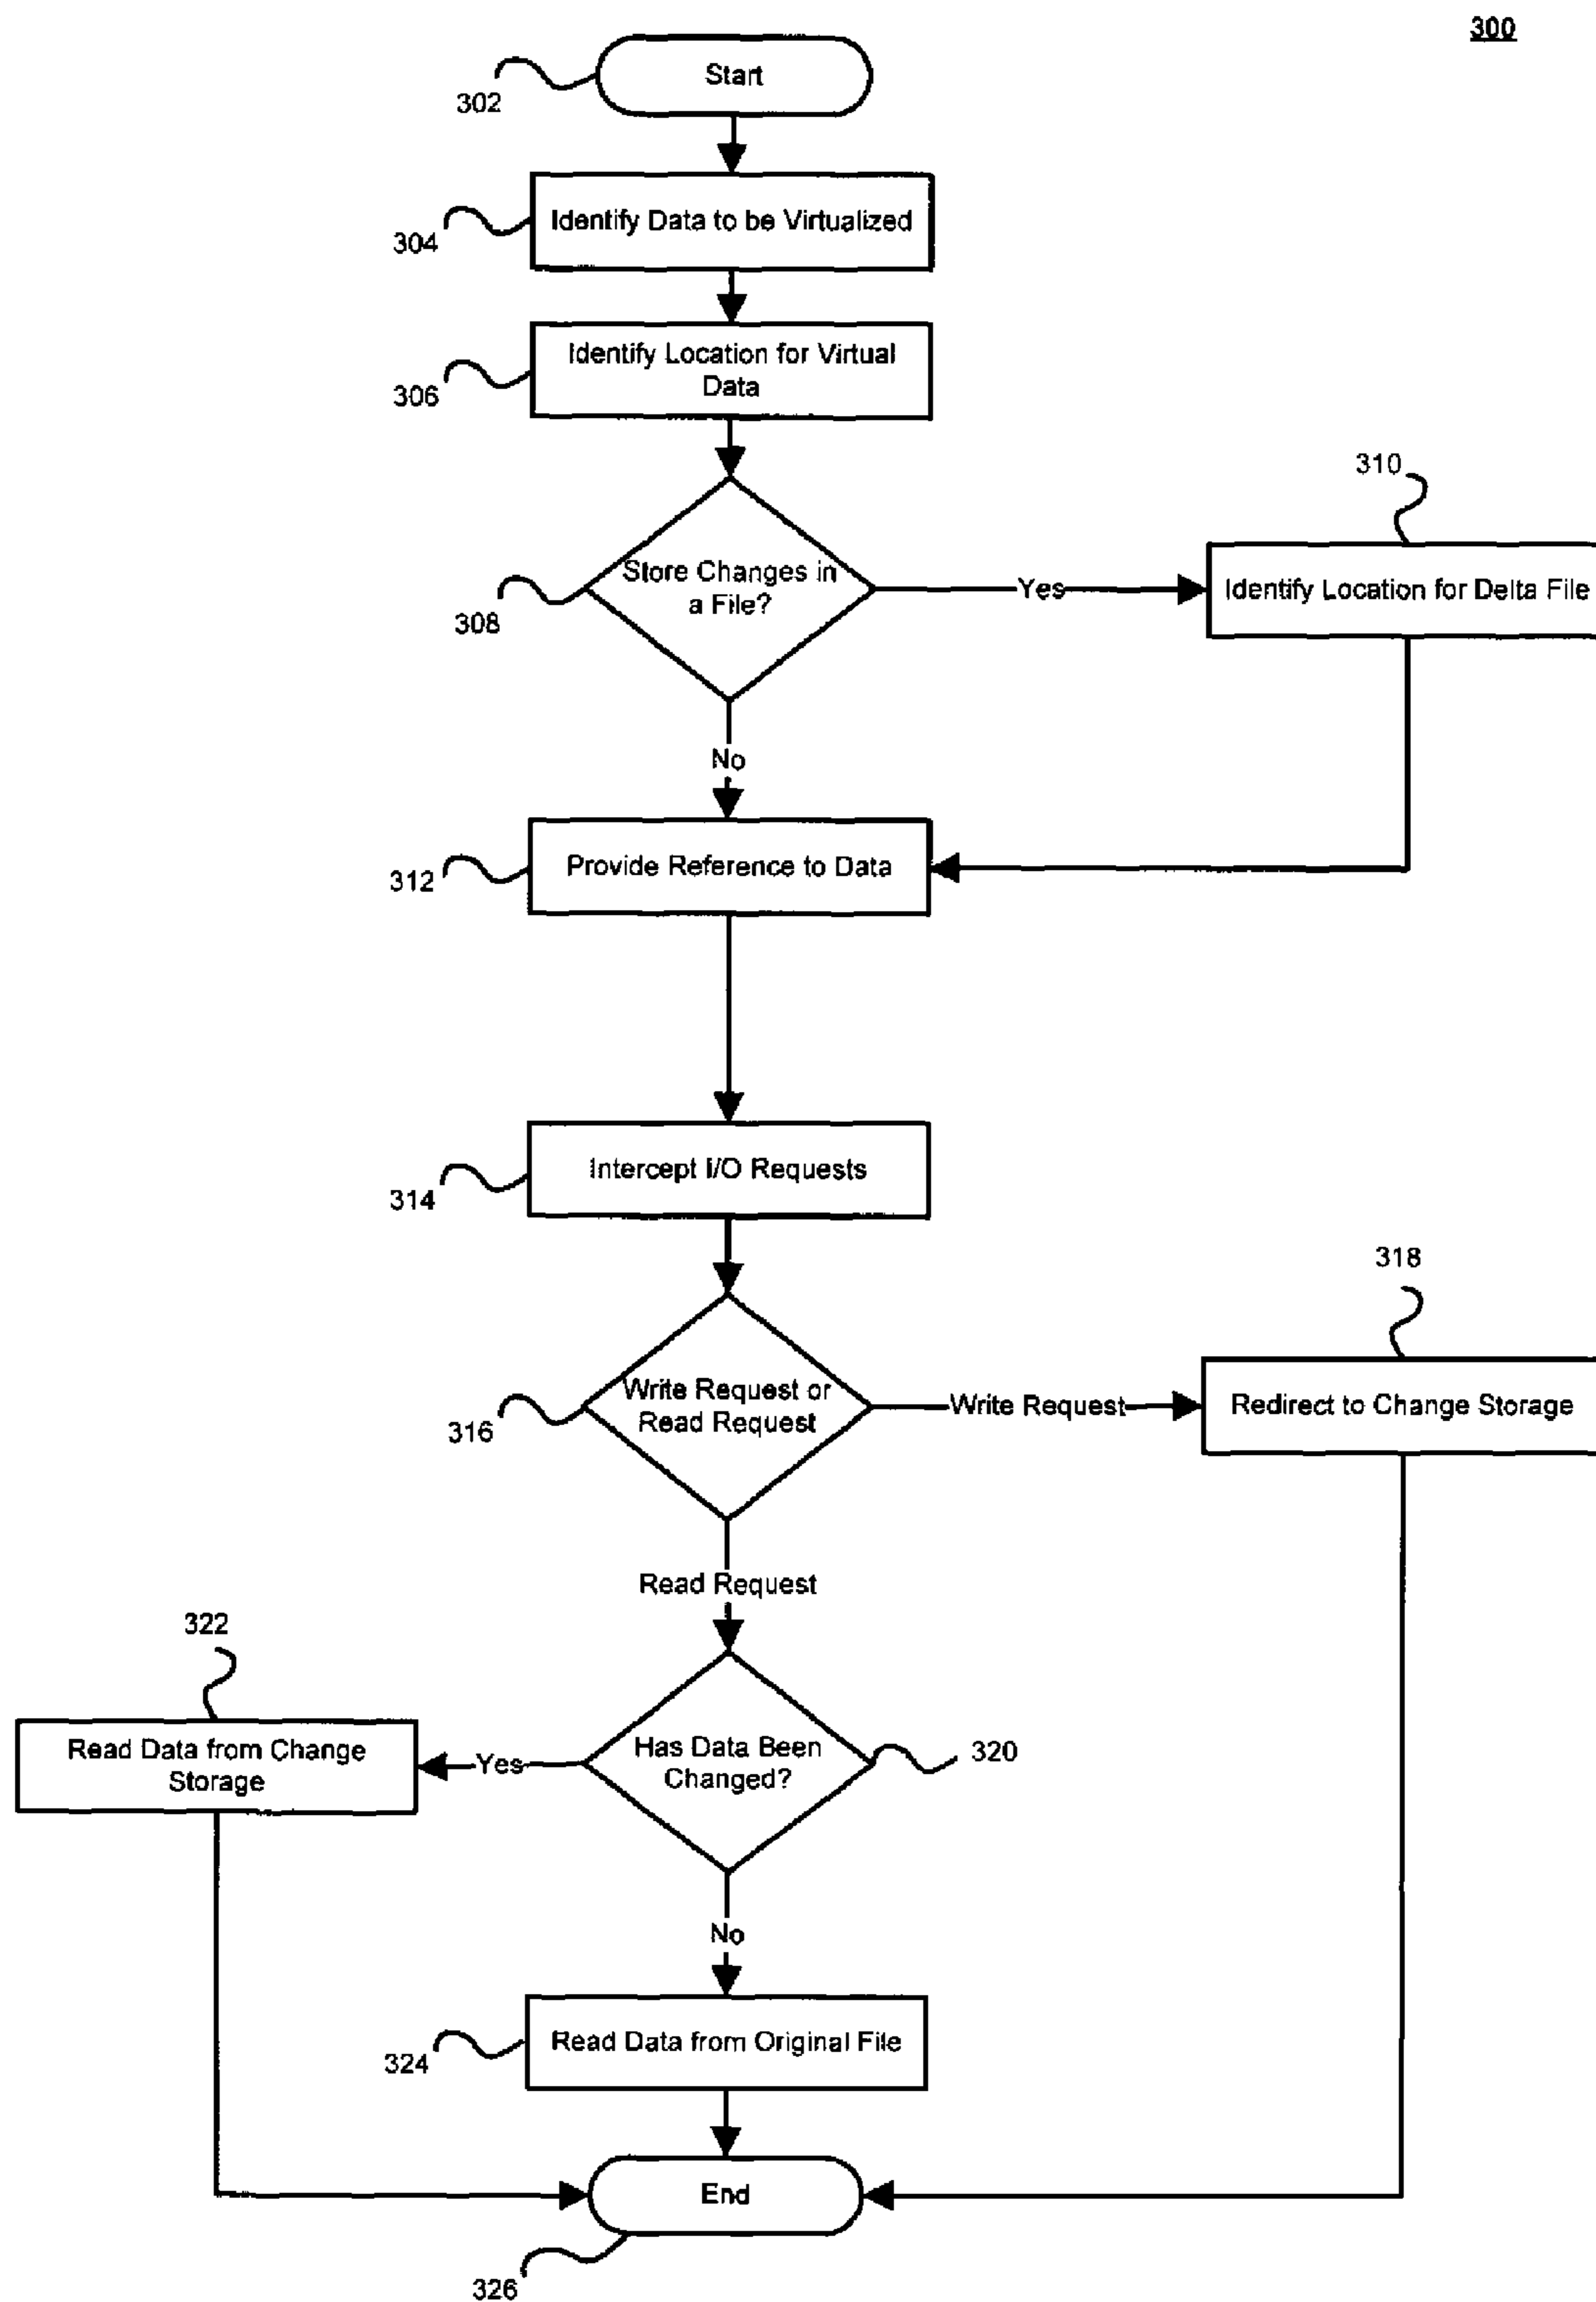 300
Start
302
Identify Data to be Virtualized
304
Identify Location for Virtual
Data
306
310
Store Changes in
a File?
308
Yes
Identify Location for Delta File
No
Provide Reference to Data
312
Intercept I/O Requests
314
318
Write Request or
Read Request
316
Write Request
Redirect to Change Storage
Read Request
322
Has Data Been
Changed?
320
Yes
Read Data from Change
Storage
No
Read Data from Original File
324
End
326